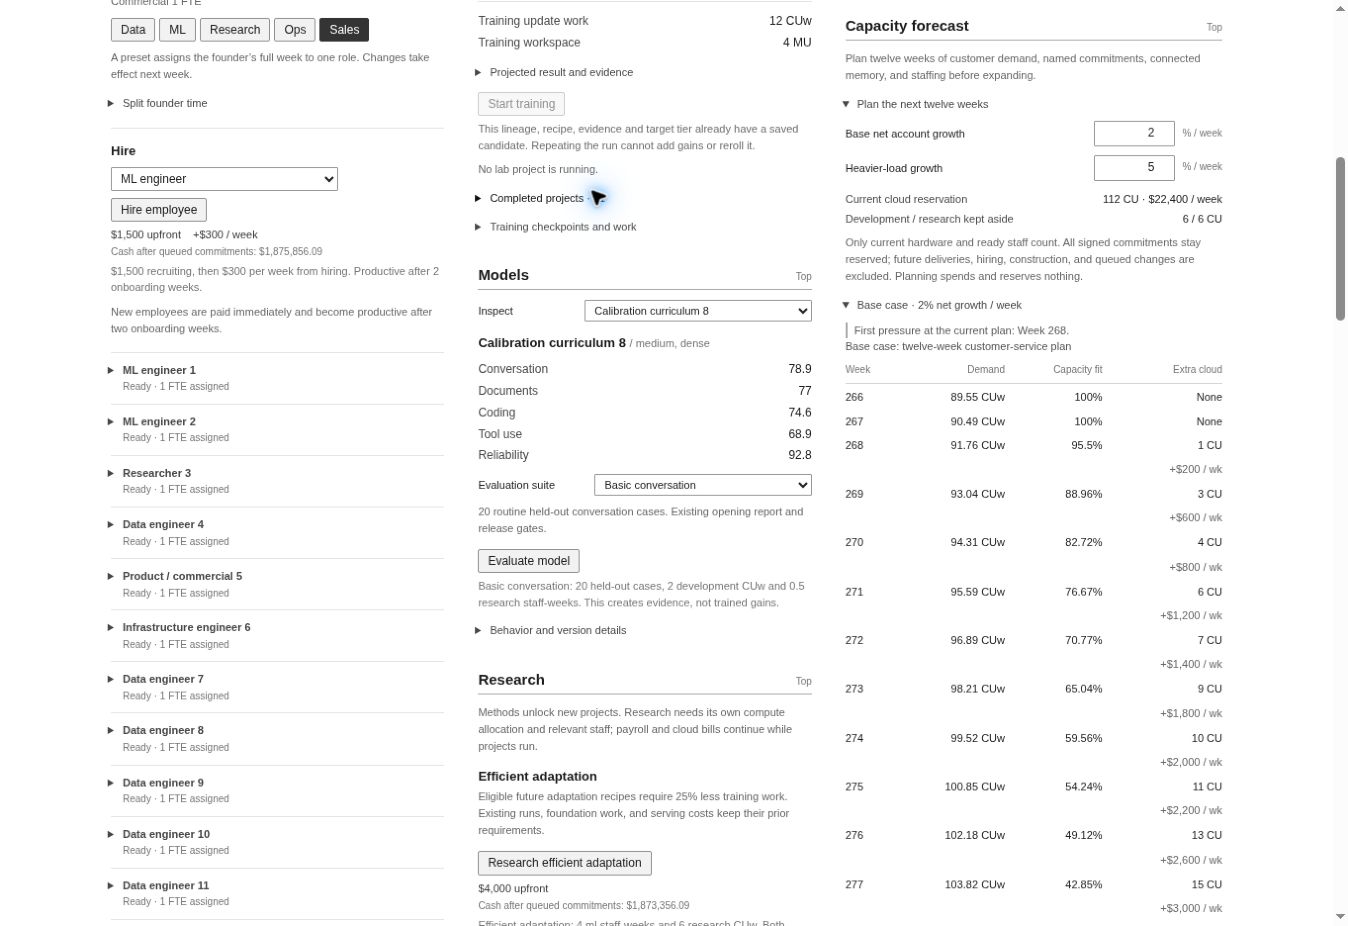 Commercial 1 FTE
Data
ML
Research
Ops
Sales
A preset assigns the founder's full week to one role. Changes take
effect next week.
Split founder time
Hire
ML engineer
Hire employee
$1,500 upfront +$300 / week
Cash after queued commitments: $1,875,856.09
$1,500 recruiting, then $300 per week from hiring. Productive after 2
onboarding weeks.
New employees are paid immediately and become productive after
two onboarding weeks.
ML engineer 1
Ready · 1 FTE assigned
ML engineer 2
Ready · 1 FTE assigned
Researcher 3
Ready · 1 FTE assigned
Data engineer 4
Ready · 1 FTE assigned
Product / commercial 5
Ready · 1 FTE assigned
Infrastructure engineer 6
Ready · 1 FTE assigned
Data engineer 7
Ready · 1 FTE assigned
Data engineer 8
Ready · 1 FTE assigned
Data engineer 9
Ready · 1 FTE assigned
Data engineer 10
Ready · 1 FTE assigned
Data engineer 11
Ready · 1 FTE assigned
Training update work 12 CUw
Training workspace 4 MU
Projected result and evidence
Start training
This lineage, recipe, evidence and target tier already have a saved
candidate. Repeating the run cannot add gains or reroll it.
No lab project is running.
Completed projects
Training checkpoints and work
Models Top
Inspect Calibration curriculum 8
Calibration curriculum 8 / medium, dense
Conversation 78.9
Documents 77
Coding 74.6
Tool use 68.9
Reliability 92.8
Evaluation suite Basic conversation
20 routine held-out conversation cases. Existing opening report and
release gates.
Evaluate model
Basic conversation: 20 held-out cases, 2 development CUw and 0.5
research staff-weeks. This creates evidence, not trained gains.
Behavior and version details
Research Top
Methods unlock new projects. Research needs its own compute
allocation and relevant staff; payroll and cloud bills continue while
projects run.
Efficient adaptation
Eligible future adaptation recipes require 25% less training work.
Existing runs, foundation work, and serving costs keep their prior
requirements.
Research efficient adaptation
$4,000 upfront
Cash after queued commitments: $1,873,356.09
Efficient adaptation: 4 ml staff-weeks and 6 research CUw. Both
Capacity forecast Top
Plan twelve weeks of customer demand, named commitments, connected
memory, and staffing before expanding.
Plan the next twelve weeks
Base net account growth 2 % / week
Heavier-load growth 5 % / week
Current cloud reservation 112 CU · $22,400 / week
Development / research kept aside 6 / 6 CU
Only current hardware and ready staff count. All signed commitments stay
reserved; future deliveries, hiring, construction, and queued changes are
excluded. Planning spends and reserves nothing.
Base case · 2% net growth / week
First pressure at the current plan: Week 268.
Base case: twelve-week customer-service plan
Week Demand Capacity fit Extra cloud
266 89.55 CUw 100% None
267 90.49 CUw 100% None
268 91.76 CUw 95.5% 1 CU
+$200 / wk
269 93.04 CUw 88.96% 3 CU
+$600 / wk
270 94.31 CUw 82.72% 4 CU
+$800 / wk
271 95.59 CUw 76.67% 6 CU
+$1,200 / wk
272 96.89 CUw 70.77% 7 CU
+$1,400 / wk
273 98.21 CUw 65.04% 9 CU
+$1,800 / wk
274 99.52 CUw 59.56% 10 CU
+$2,000 / wk
275 100.85 CUw 54.24% 11 CU
+$2,200 / wk
276 102.18 CUw 49.12% 13 CU
+$2,600 / wk
277 103.82 CUw 42.85% 15 CU
+$3,000 / wk